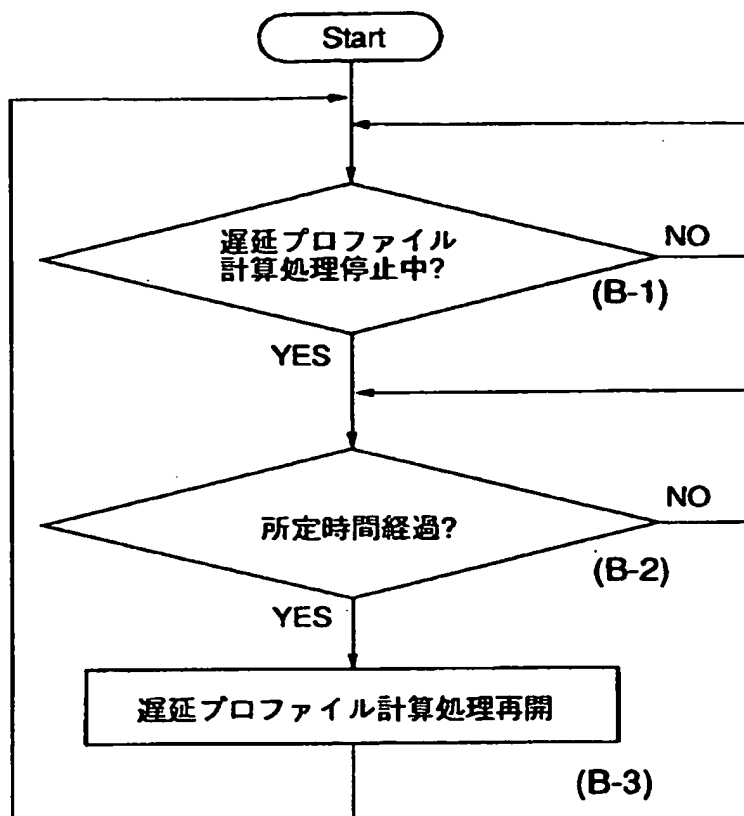 Start
遅延プロファイル
計算処理停止中?
NO
(B-1)
YES
所定時間経過?
NO
(B-2)
YES
遅延プロファイル計算処理再開
(B-3)